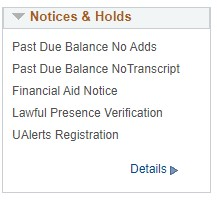 Notices & Holds
Past Due Balance No Adds
Past Due Balance NoTranscript
Financial Aid Notice
Lawful Presence Verification
UAlerts Registration
Details